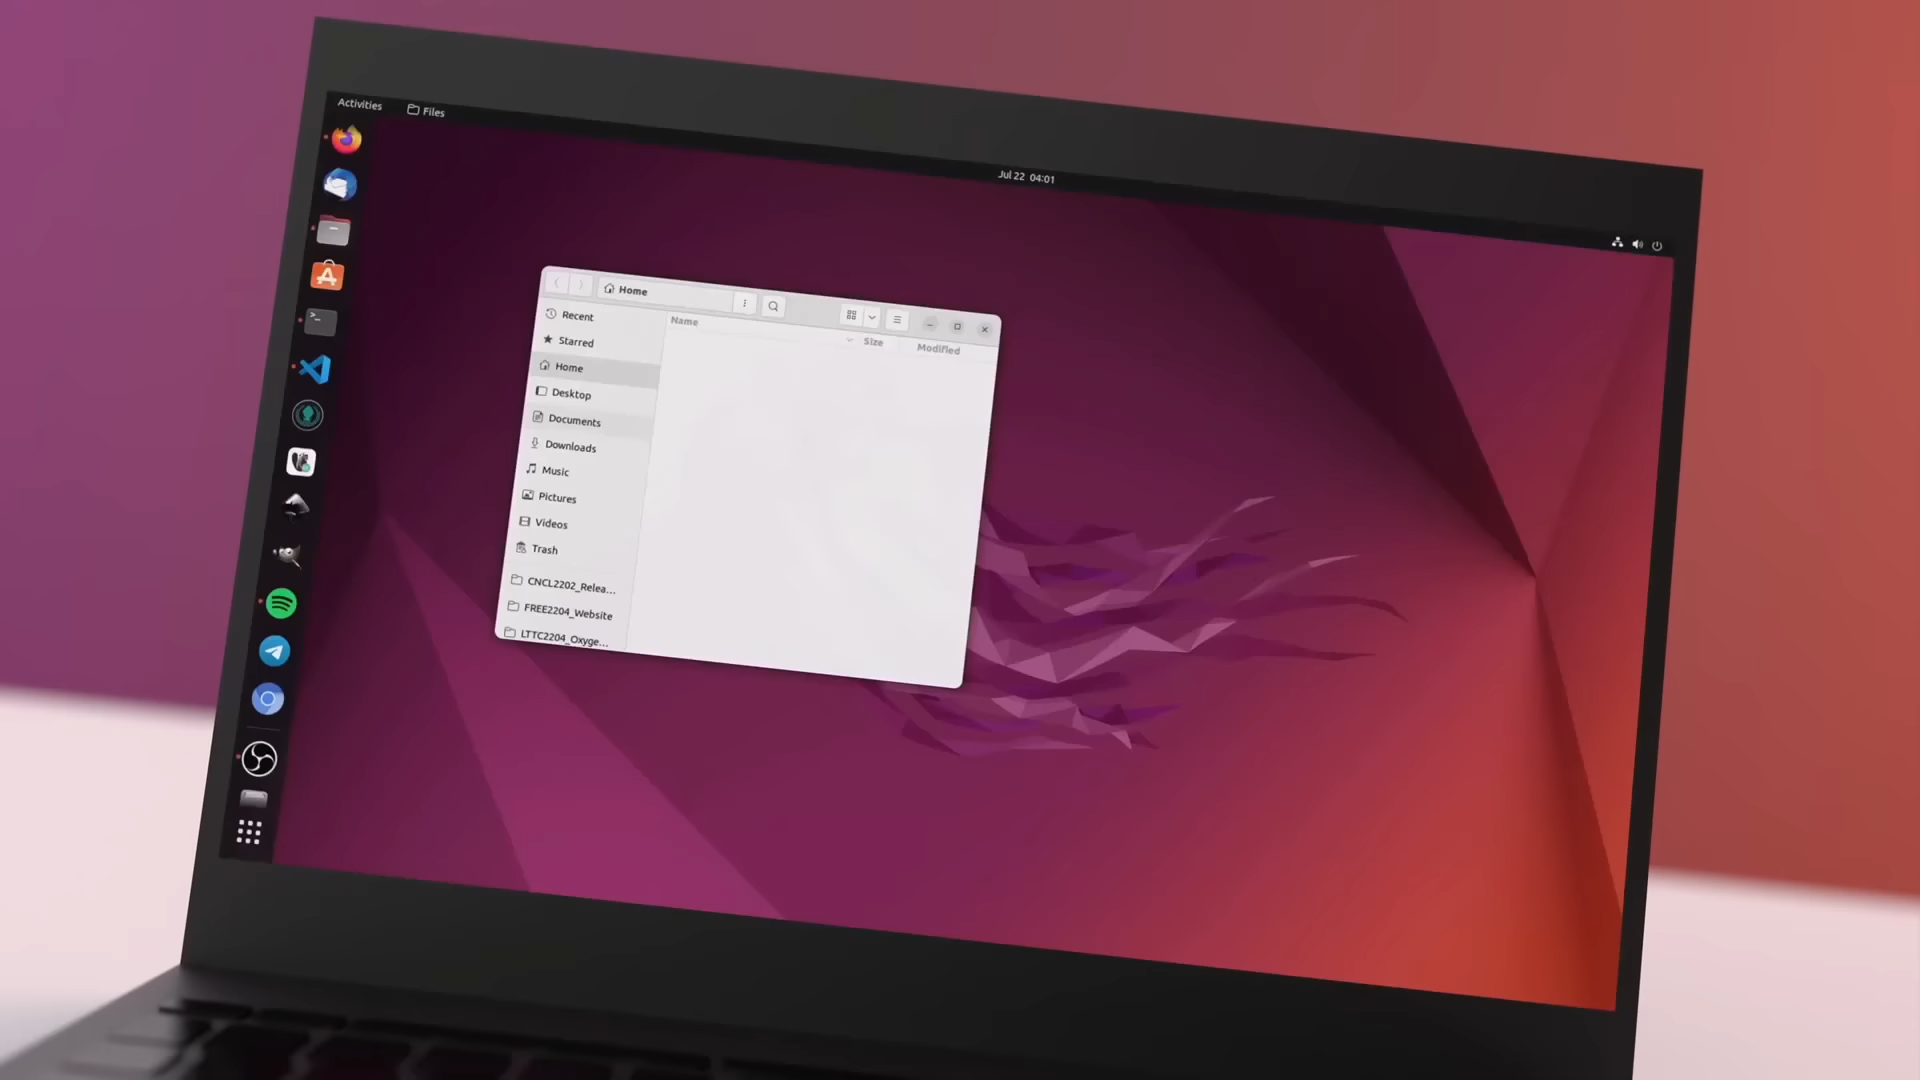 Activities Files
Jul 22 04:01
Home
Recent
Starred
Home
Desktop
Documents
Downloads
Music
Pictures
Videos
Trash
CNCL2202_Relea...
FREE2204_Website
LTTC2204_Oxyge...
Name
Size
Modified